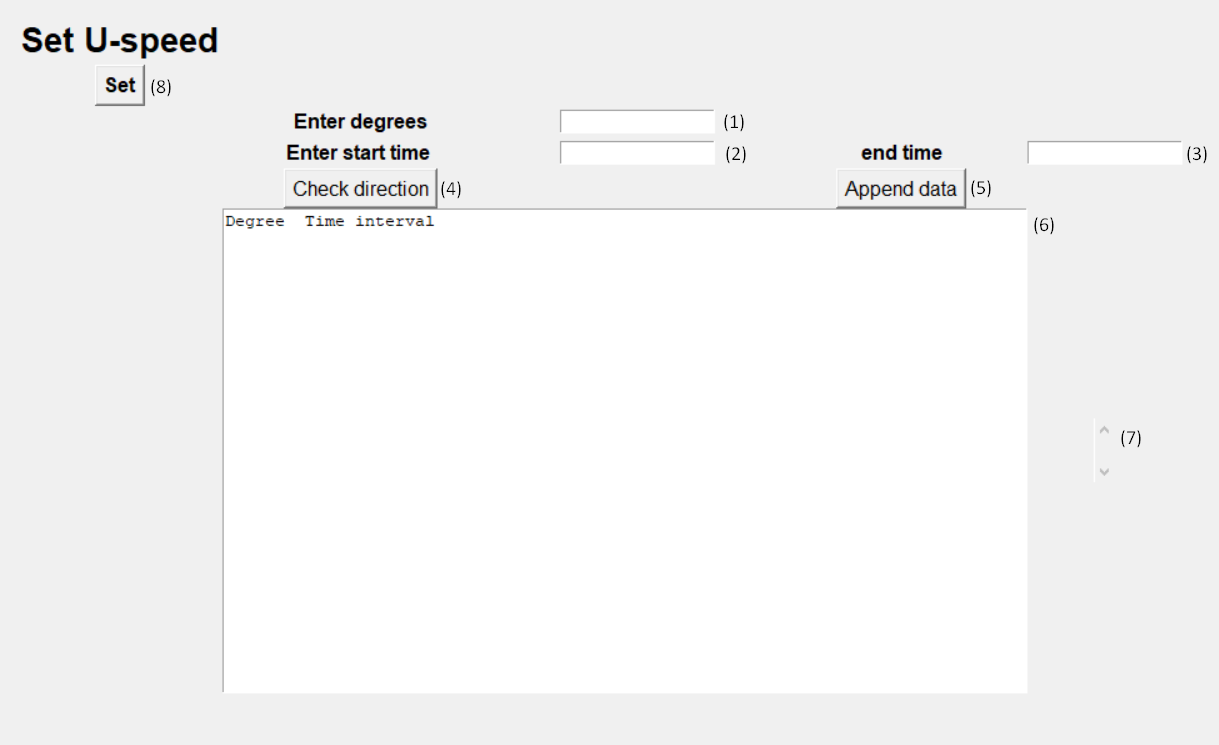 Set U-speed
Set (8)
Enter degrees (1)
Enter start time (2) end time (3)
Check direction (4) Append data (5)
Degree Time interval (6)
(7)